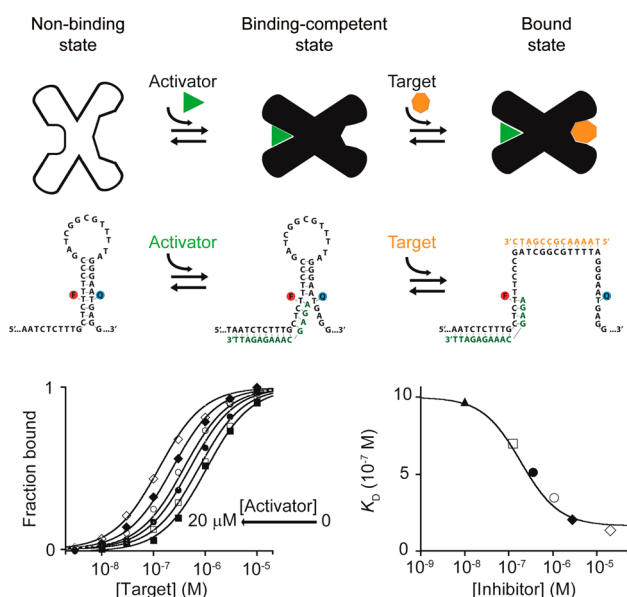 Non-binding
state
Binding-competent
state
Bound
state
Activator
Target
Activator
Target
3'CTAGCCGCAAAAT5'
GATCGGCGTTTTA
F
Q
F
Q
F
Q
5'...AATCTCTTTG
G...3'
5'...TAATCTCTTTG
3'TTAGAGAAAC
G...3'
5'...AATCTCTTTG
3'TTAGAGAAAC
G...3'
1
0
Fraction bound
20 µM
[Activator]
0
10⁻⁸
10⁻⁷
10⁻⁶
10⁻⁵
[Target] (M)
10
5
0
K_D (10⁻⁷ M)
10⁻⁹
10⁻⁸
10⁻⁷
10⁻⁶
10⁻⁵
[Inhibitor] (M)